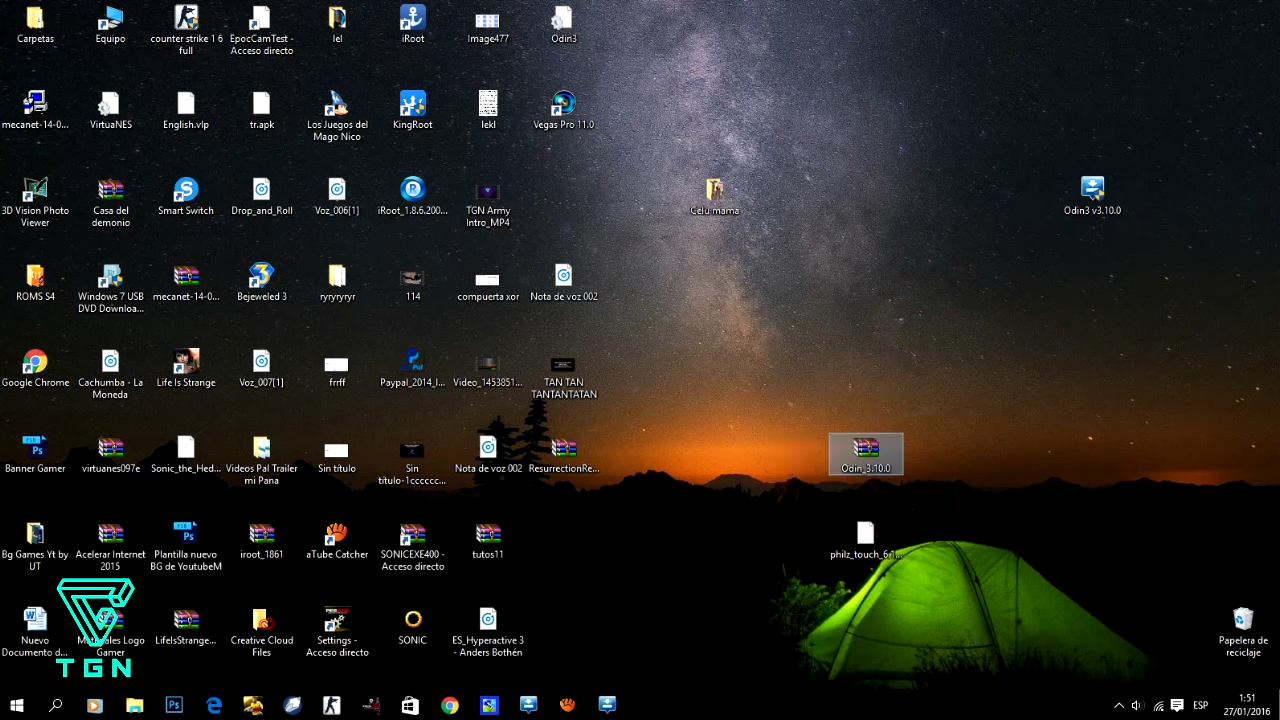 Carpetas
Equipo
counter strike 1 6
full
EpocCamTest -
Acceso directo
lel
iRoot
Image477
Odin3
mecanet-14-0...
VirtuaNES
English.vlp
tr.apk
Los Juegos del
Mago Nico
KingRoot
lekl
Vegas Pro 11.0
3D Vision Photo
Viewer
Casa del
demonio
Smart Switch
Drop_and_Roll
Voz_006[1]
iRoot_1.8.6.200...
TGN Army
Intro_MP4
Celu mama
Odin3 v3.10.0
ROMS S4
Windows 7 USB
DVD Downloa...
mecanet-14-0...
Bejeweled 3
ryryryryr
114
compuerta xor
Nota de voz 002
Google Chrome
Cachumba - La
Moneda
Life Is Strange
Voz_007[1]
frrff
Paypal_2014_l...
Video_1453851...
TAN TAN
TANTANTATAN
Banner Gamer
virtuanes097e
Sonic_the_Hed...
Videos Pal Trailer
mi Pana
Sin título
Sin
título-1cccccc...
Nota de voz 002
ResurrectionRe...
Odin_3.10.0
Bg Games Yt by
UT
Acelerar Internet
2015
Plantilla nuevo
BG de YoutubeM
iroot_1861
aTube Catcher
SONICEXE400 -
Acceso directo
tutos11
philz_touch_6.1...
Nuevo
Documento d...
Materiales Logo
Gamer
LifeIsStrange...
Creative Cloud
Files
Settings -
Acceso directo
SONIC
ES_Hyperactive 3
- Anders Bothén
Papelera de
reciclaje
TGN
ESP
1:51
27/01/2016